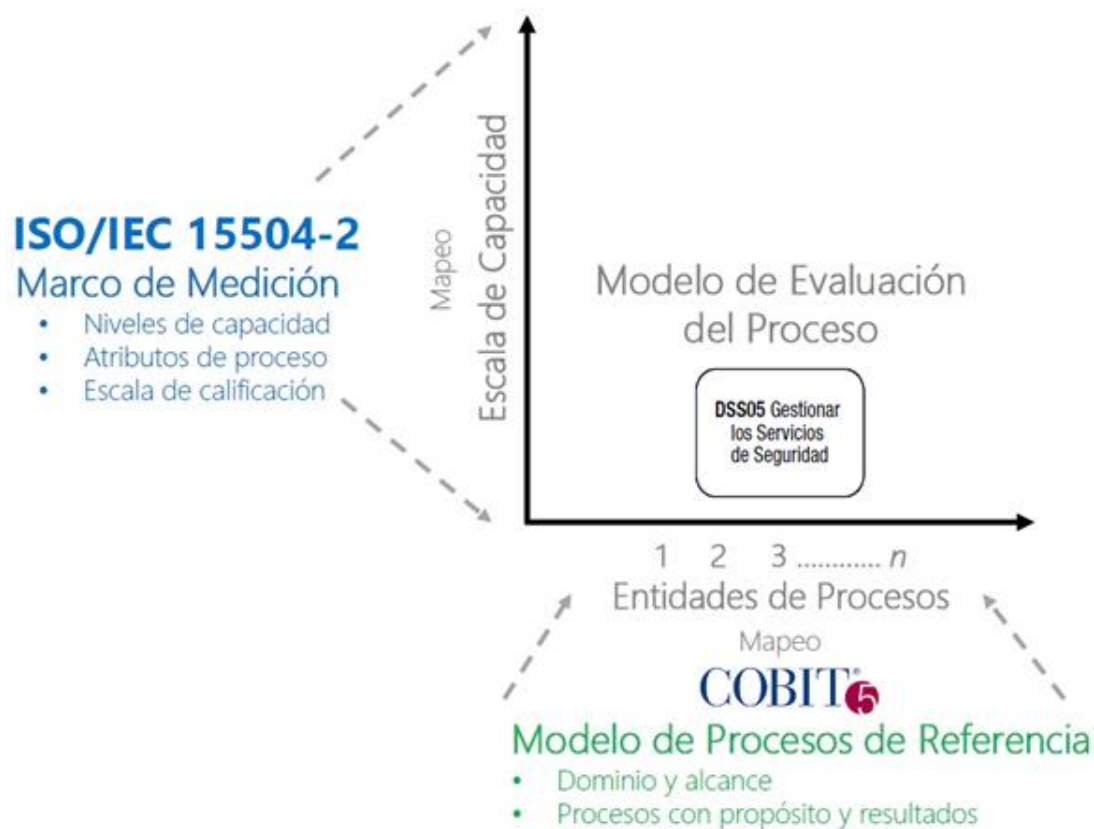 ISO/IEC 15504-2
Marco de Medición
• Niveles de capacidad
• Atributos de proceso
• Escala de calificación
Mapeo
Escala de Capacidad
Modelo de Evaluación
del Proceso
DSS05 Gestionar
los Servicios
de Seguridad
1 2 3 ............ n
Entidades de Procesos
Mapeo
COBIT® 5
Modelo de Procesos de Referencia
• Dominio y alcance
• Procesos con propósito y resultados